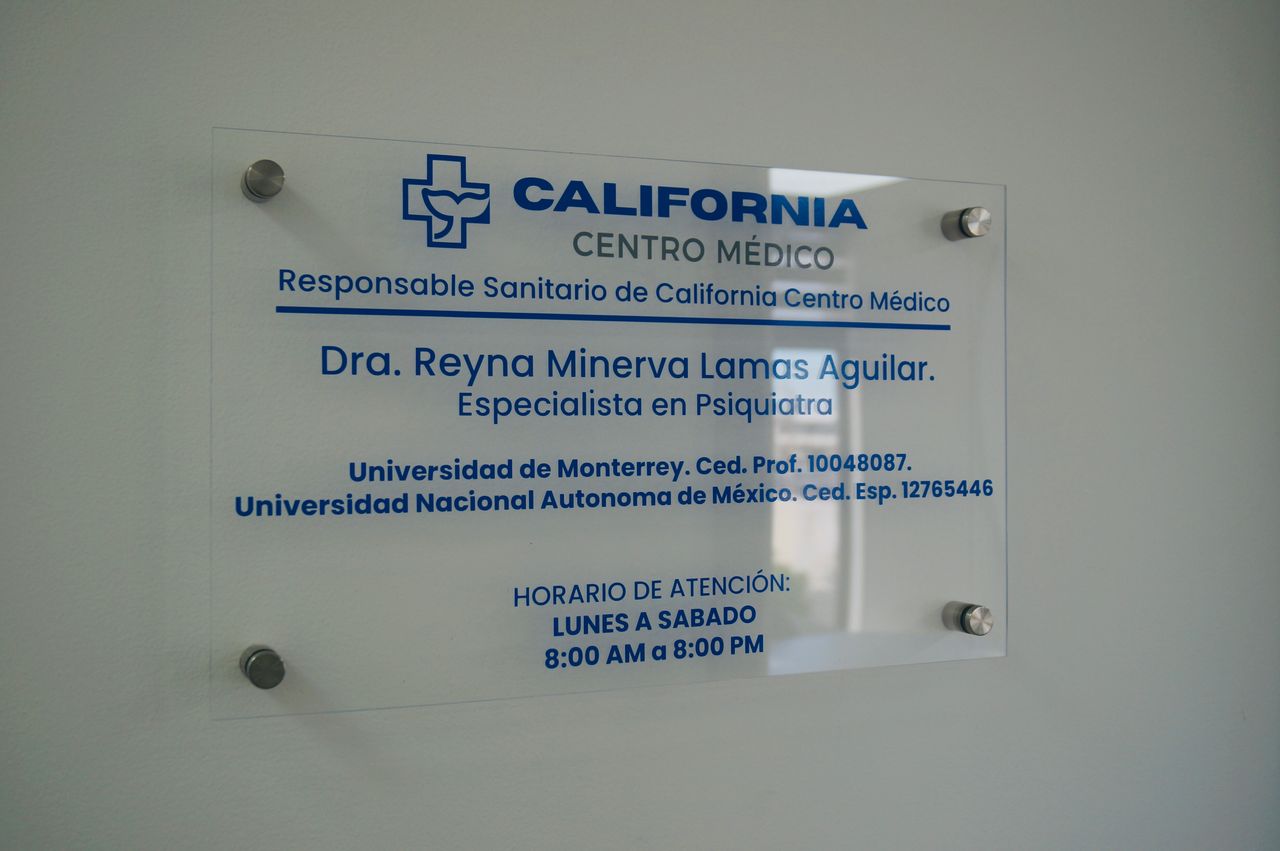 CALIFORNIA
CENTRO MÉDICO
Responsable Sanitario de California Centro Médico
Dra. Reyna Minerva Lamas Aguilar.
Especialista en Psiquiatra
Universidad de Monterrey. Ced. Prof. 10048087.
Universidad Nacional Autonoma de México. Ced. Esp. 12765446
HORARIO DE ATENCIÓN:
LUNES A SABADO
8:00 AM a 8:00 PM